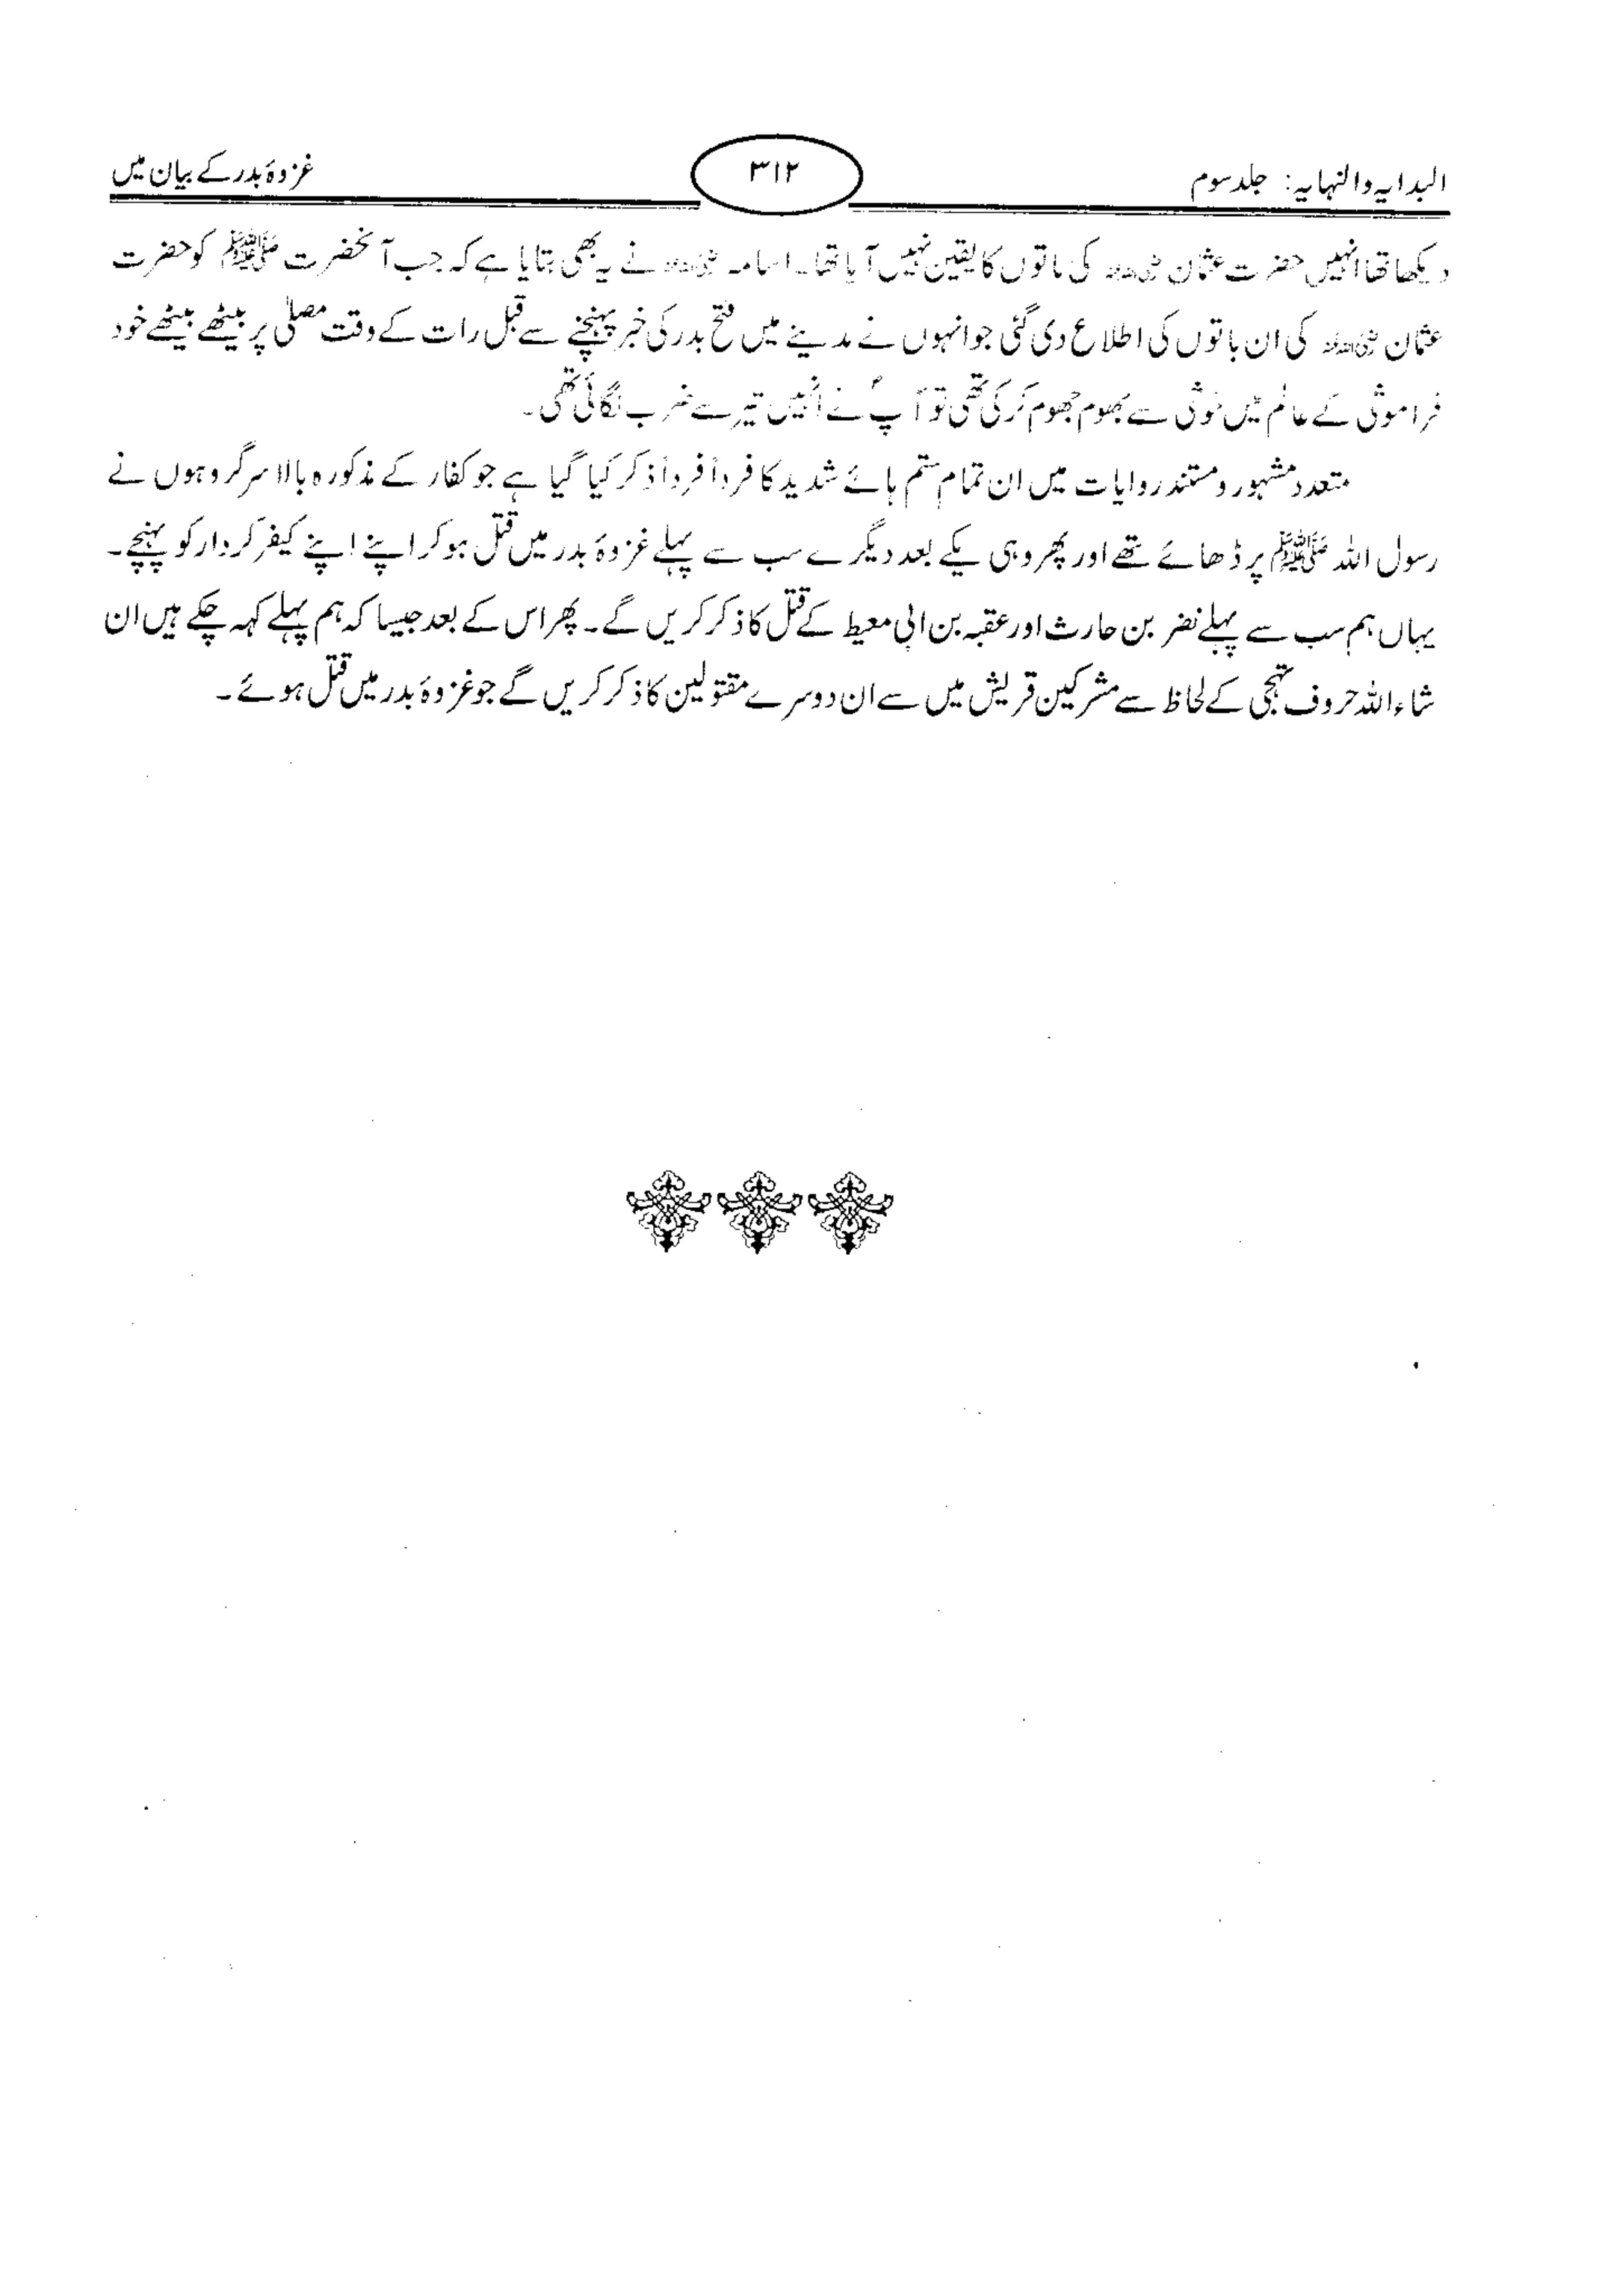 البدایہ والنہایہ: جلد سوم
۳۱۲
غزوۂ بدر کے بیان میں
دیکھا تھا انہیں حضرت عثمان رضی اللہ عنہ کی باتوں کا یقین نہیں آیا تھا۔ اسامہ رضی اللہ عنہ نے یہ بھی بتایا ہے کہ جب آنحضرت ﷺ کو حضرت
عثمان رضی اللہ عنہ کی ان باتوں کی اطلاع دی گئی جو انہوں نے مدینے میں فتح بدر کی خبر پہنچنے سے قبل رات کے وقت مصلّی پر بیٹھے بیٹھے خود
فراموشی کے عالم میں خوشی سے جھوم جھوم کر کی تھی تو آپؐ نے انہیں تیر سے ضرب لگائی تھی۔
متعدد مشہور و مستند روایات میں ان تمام ستم ہائے شدید کا فرداً فرداً ذکر کیا گیا ہے جو کفار کے مذکورہ بالا سرگروہوں نے
رسول اللہ ﷺ پر ڈھائے تھے اور پھر وہی یکے بعد دیگرے سب سے پہلے غزوۂ بدر میں قتل ہو کر اپنے اپنے کیفر کردار کو پہنچے۔
یہاں ہم سب سے پہلے نضر بن حارث اور عقبہ بن ابی معیط کے قتل کا ذکر کریں گے۔ پھر اس کے بعد جیسا کہ ہم پہلے کہہ چکے ہیں ان
شاء اللہ حروف تہجی کے لحاظ سے مشرکین قریش میں سے ان دوسرے مقتولین کا ذکر کریں گے جو غزوۂ بدر میں قتل ہوئے۔